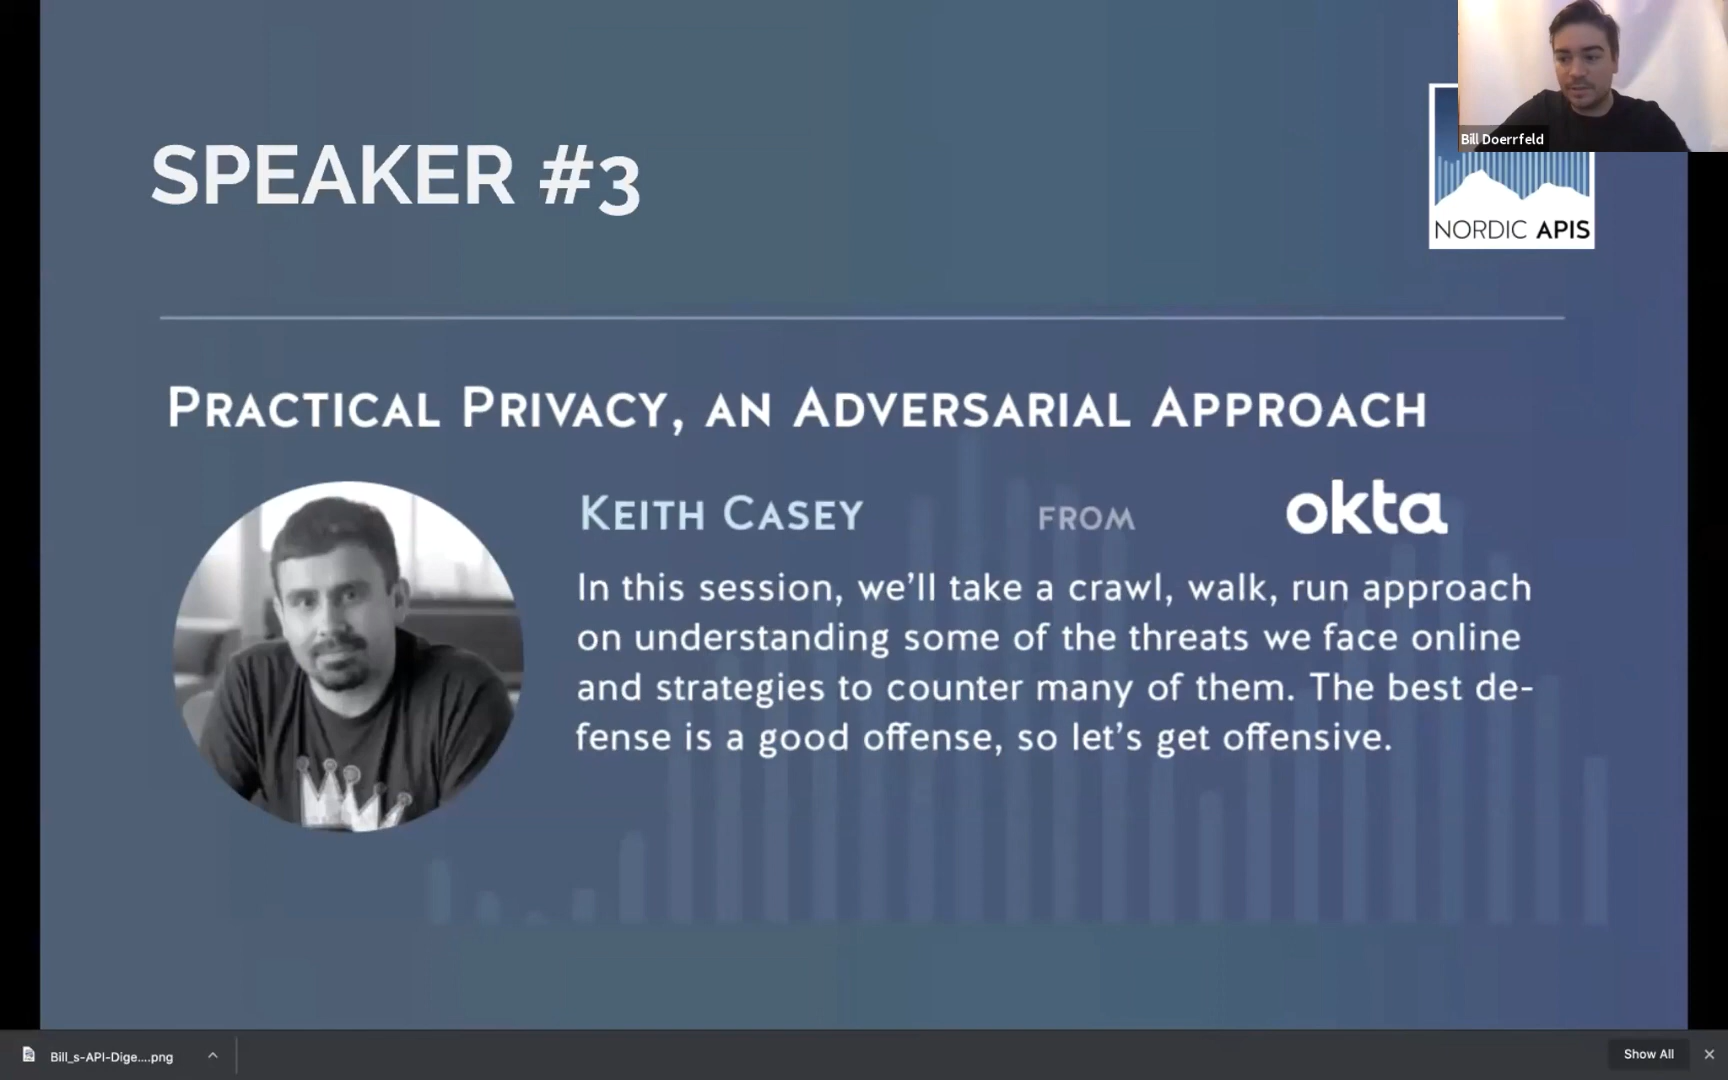 Bill Doerrfeld
SPEAKER #3
NORDIC APIS
PRACTICAL PRIVACY, AN ADVERSARIAL APPROACH
KEITH CASEY FROM okta
In this session, we’ll take a crawl, walk, run approach
on understanding some of the threats we face online
and strategies to counter many of them. The best de-
fense is a good offense, so let’s get offensive.
Bill_s-API-Dige....png
Show All